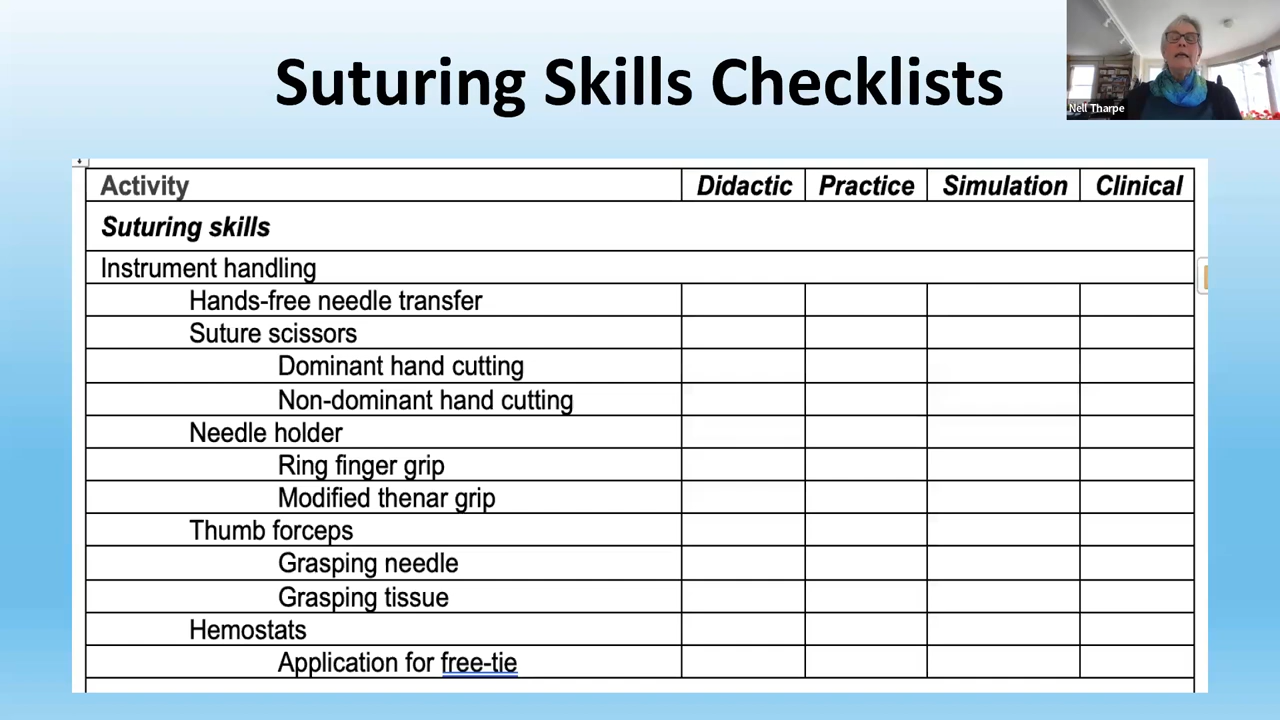 Suturing Skills Checklists
Nell Tharpe
Activity Didactic Practice Simulation Clinical
Suturing skills
Instrument handling
Hands-free needle transfer
Suture scissors
Dominant hand cutting
Non-dominant hand cutting
Needle holder
Ring finger grip
Modified thenar grip
Thumb forceps
Grasping needle
Grasping tissue
Hemostats
Application for free-tie